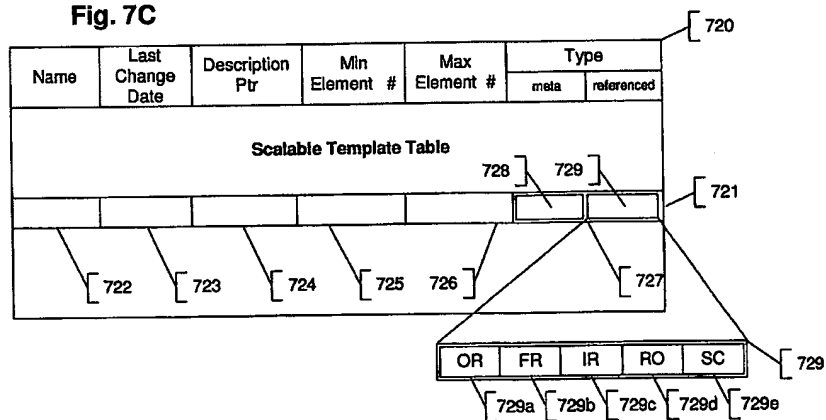 Fig. 7C
720
Name
Last
Change
Date
Description
Ptr
Min
Element #
Max
Element #
Type
meta
referenced
Scalable Template Table
728
729
721
722
723
724
725
726
727
OR FR IR RO SC
729
729a
729b
729c
729d
729e